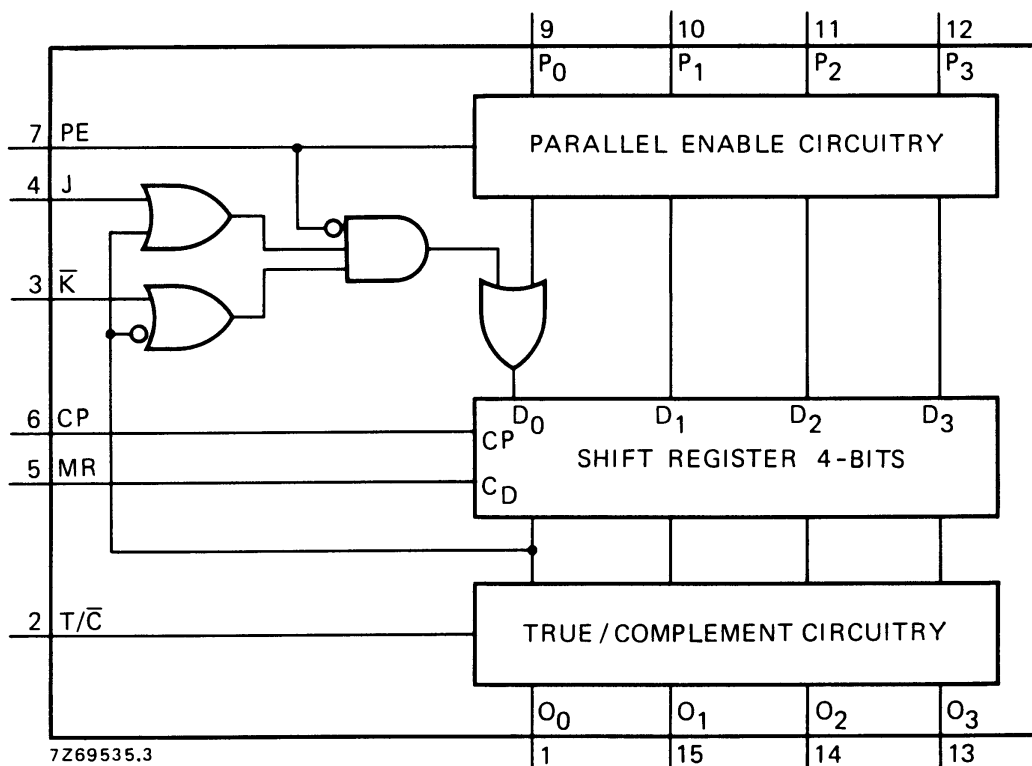 9 10 11 12
P0 P1 P2 P3
7 PE
PARALLEL ENABLE CIRCUITRY
4 J
3 K̅
D0 D1 D2 D3
6 CP
CP
SHIFT REGISTER 4-BITS
5 MR
CD
2 T/C̅
TRUE/COMPLEMENT CIRCUITRY
O0 O1 O2 O3
7Z69535.3
1 15 14 13